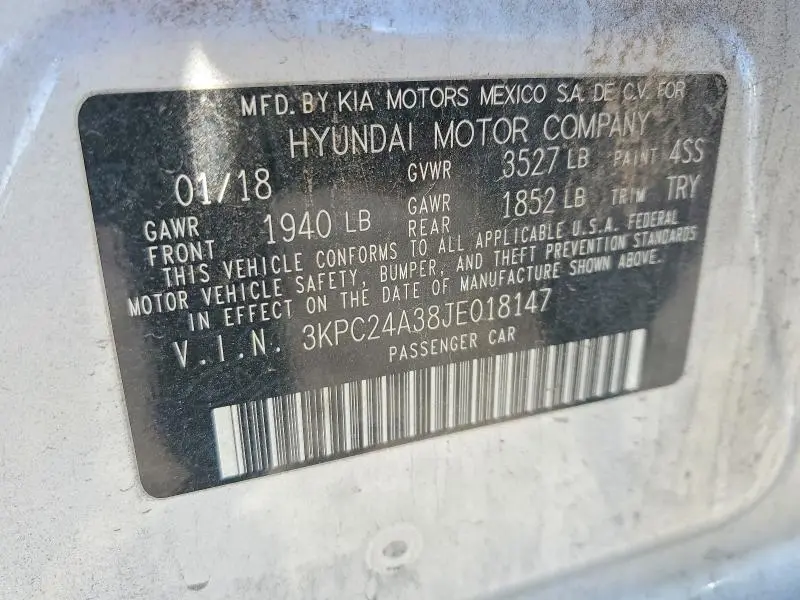 MFD. BY KIA MOTORS MEXICO S.A. DE C.V. FOR
HYUNDAI MOTOR COMPANY
01/18 GVWR 3527 LB PAINT 4SS
GAWR FRONT 1940 LB GAWR REAR 1852 LB TRIM TRY
THIS VEHICLE CONFORMS TO ALL APPLICABLE U.S.A. FEDERAL
MOTOR VEHICLE SAFETY, BUMPER, AND THEFT PREVENTION STANDARDS
IN EFFECT ON THE DATE OF MANUFACTURE SHOWN ABOVE.
V.I.N. 3KPC24A38JE018147
PASSENGER CAR